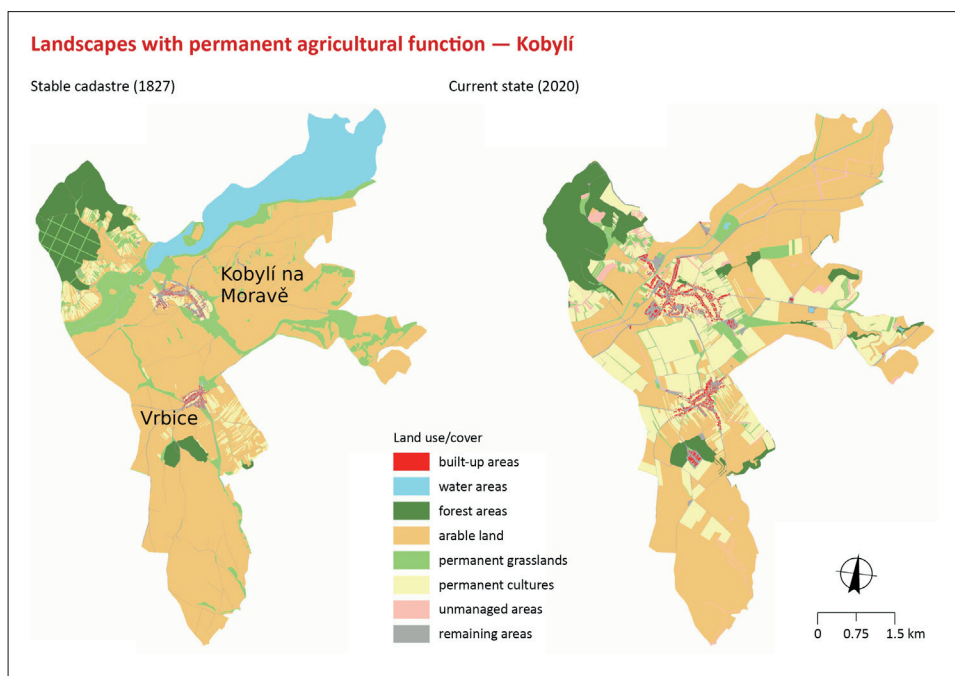 Landscapes with permanent agricultural function — Kobylí
Stable cadastre (1827)
Current state (2020)
Kobylí na
Moravě
Vrbice
Land use/cover
built-up areas
water areas
forest areas
arable land
permanent grasslands
permanent cultures
unmanaged areas
remaining areas
0 0.75 1.5 km